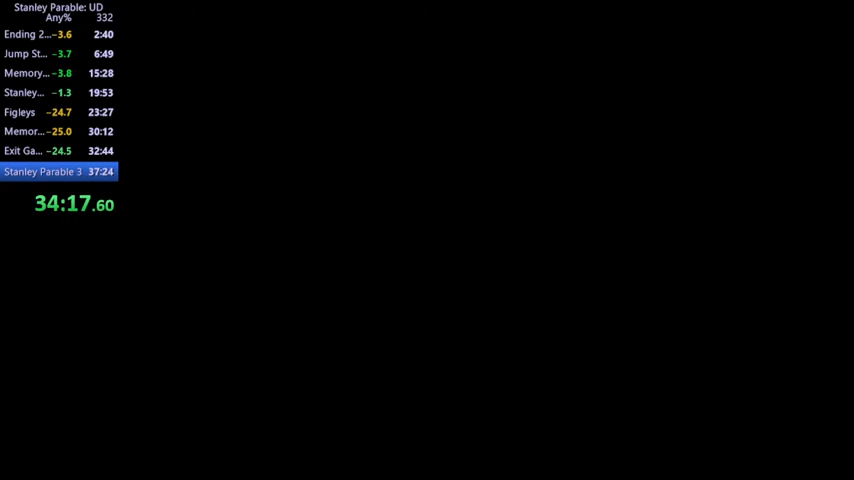 Stanley Parable: UD
Any% 332
Ending 2... −3.6 2:40
Jump St... −3.7 6:49
Memory... −3.8 15:28
Stanley... −1.3 19:53
Figleys −24.7 23:27
Memor... −25.0 30:12
Exit Ga... −24.5 32:44
Stanley Parable 3 37:24
34:17.60